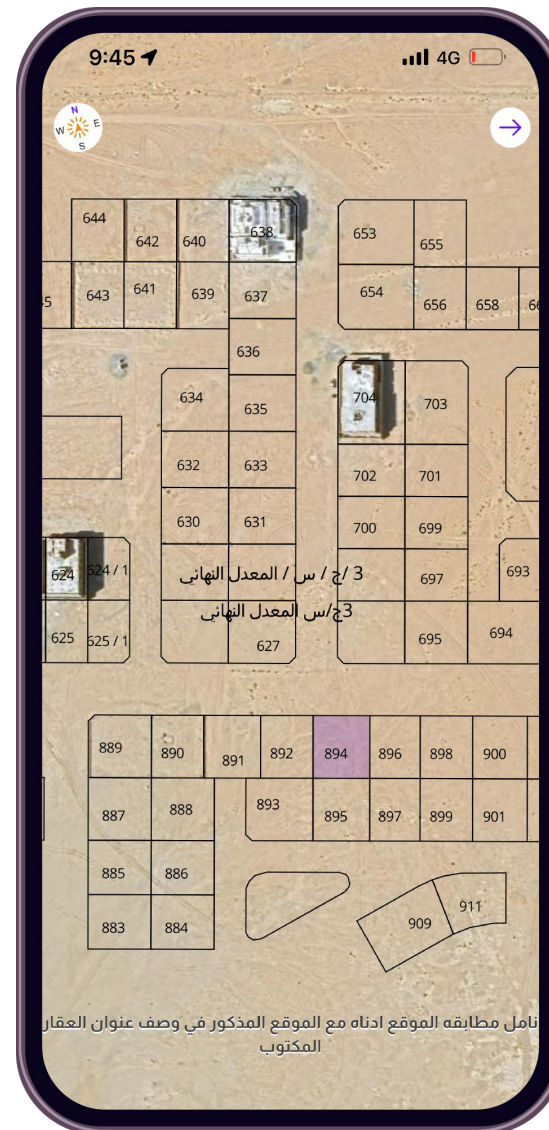 9:45
4G
N
W E
S
644 642 640 638 653 655
45 643 641 639 637 654 656 658
636
634 635 704 703
632 633 702 701
630 631 700 699
3 /ج / س / المعدل النهائي
624 624 / 1 697 693
3ج/س المعدل النهائي
625 625 / 1 627 695 694
889 890 891 892 894 896 898 900
887 888 893 895 897 899 901
885 886
883 884 909 911
نامل مطابقه الموقع ادناه مع الموقع المذكور في وصف عنوان العقار
المكتوب